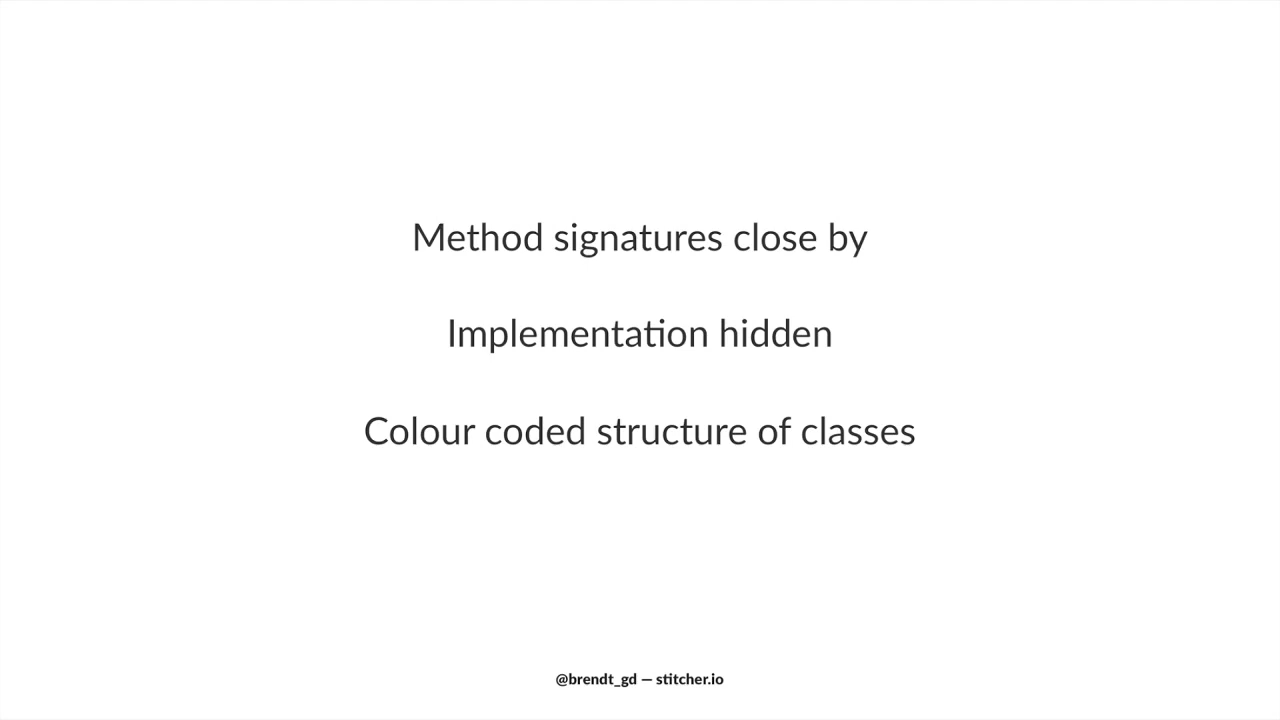 Method signatures close by
Implementation hidden
Colour coded structure of classes
@brendt_gd — stitcher.io